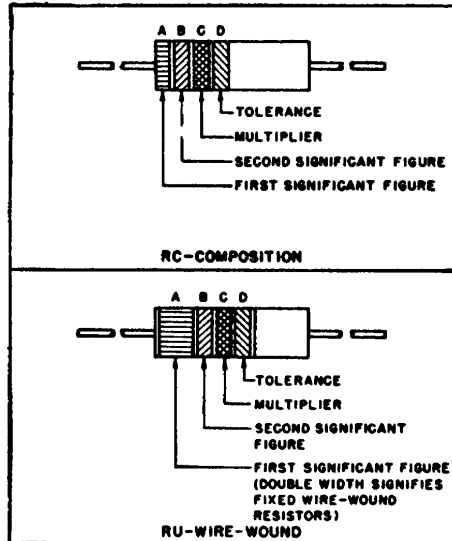 A B C D
TOLERANCE
MULTIPLIER
SECOND SIGNIFICANT FIGURE
FIRST SIGNIFICANT FIGURE
RC-COMPOSITION
A B C D
TOLERANCE
MULTIPLIER
SECOND SIGNIFICANT
FIGURE
FIRST SIGNIFICANT FIGURE
(DOUBLE WIDTH SIGNIFIES
FIXED WIRE-WOUND
RESISTORS)
RU-WIRE-WOUND